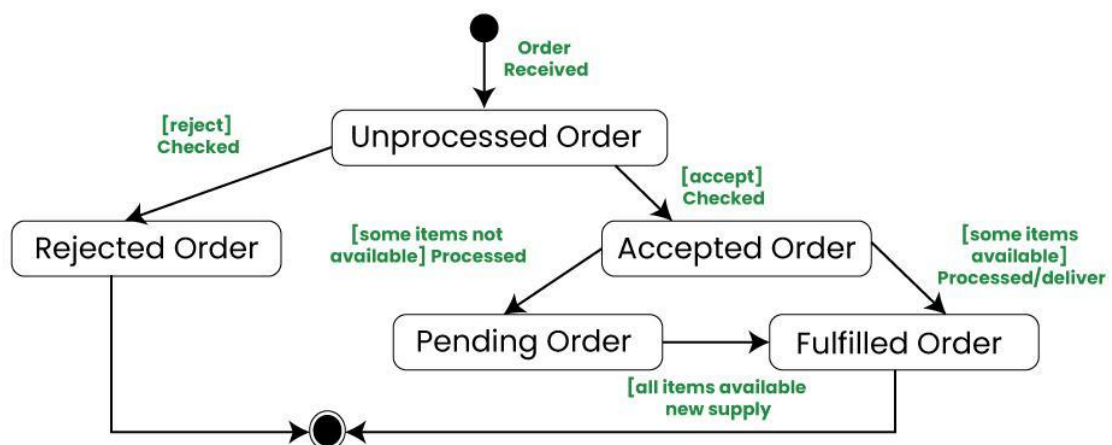 Order
Received
[reject]
Checked
Unprocessed Order
[accept]
Checked
Rejected Order
[some items not
available] Processed
Accepted Order
[some items
available]
Processed/deliver
Pending Order
Fulfilled Order
[all items available
new supply